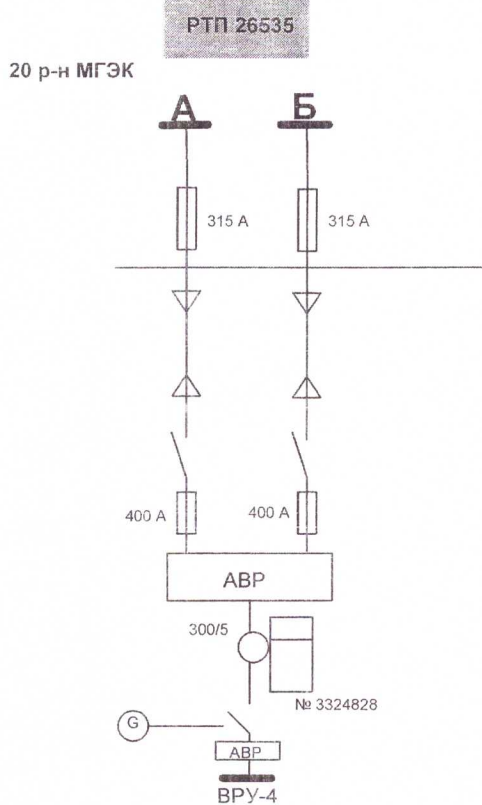 РТП 26535
20 р-н МГЭК
А Б
315 А 315 А
400 А 400 А
АВР
300/5
№ 3324828
G
АВР
ВРУ-4